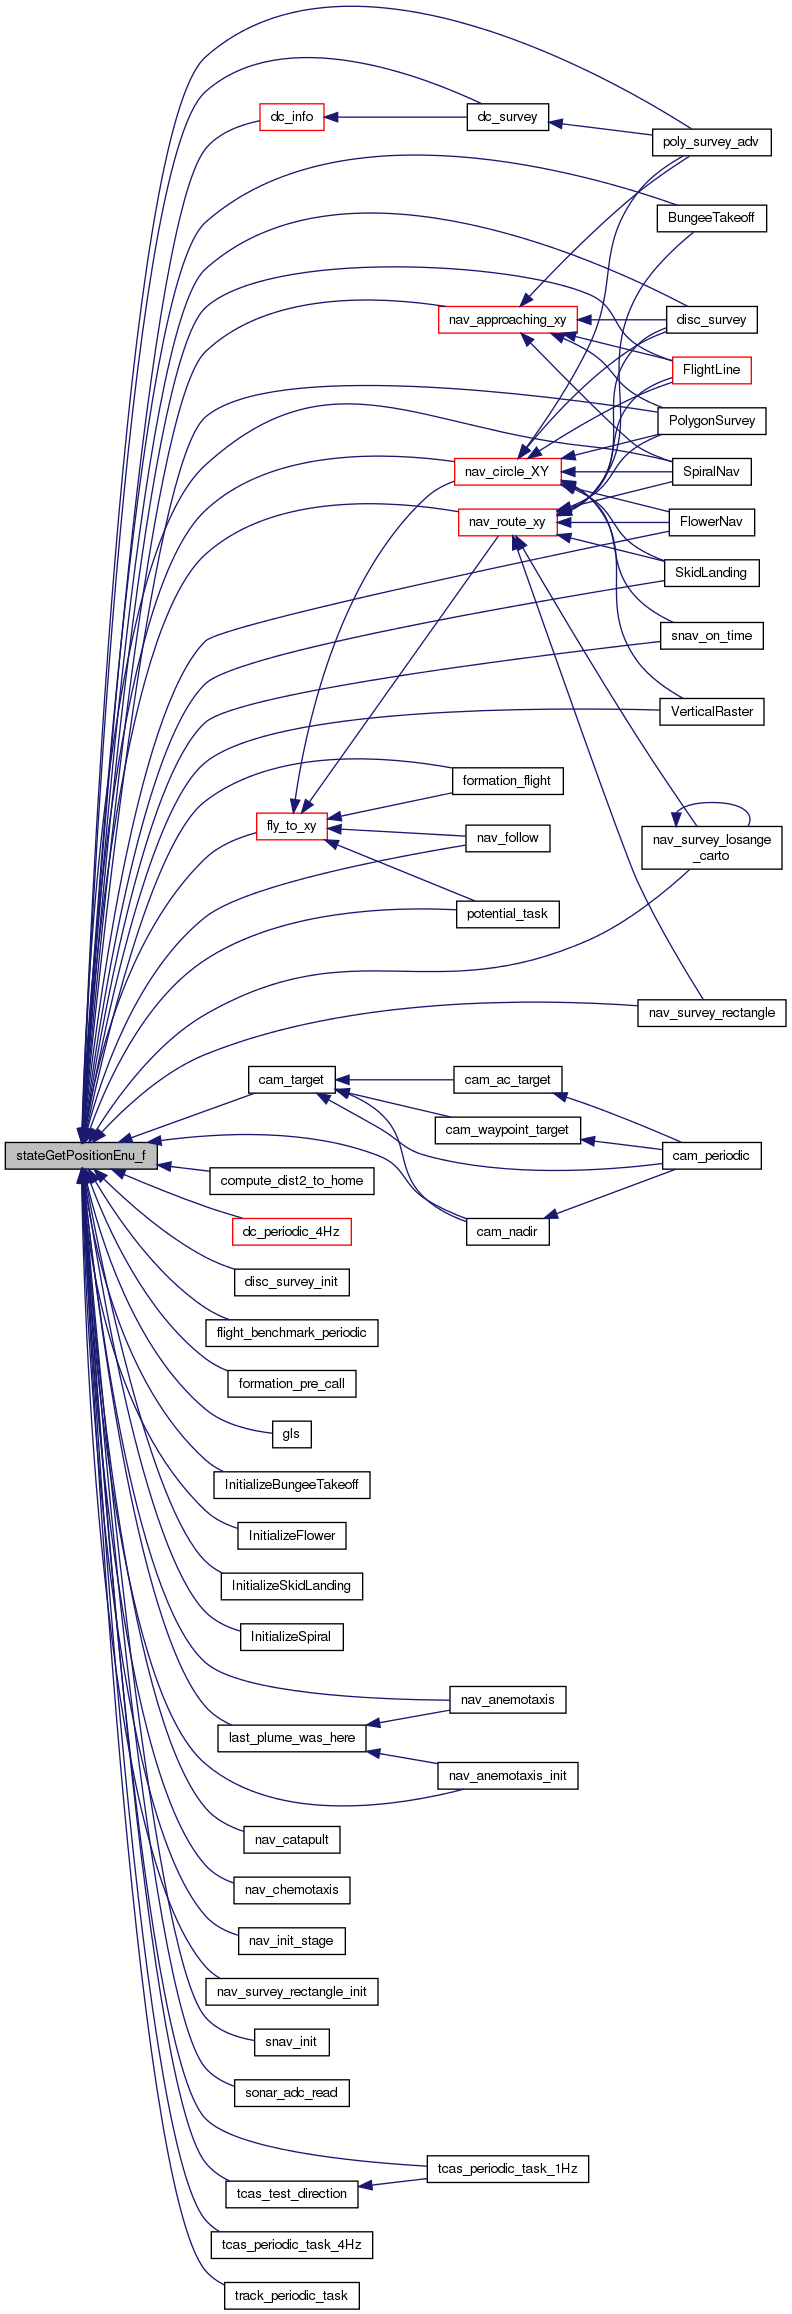 dc_info
dc_survey
poly_survey_adv
BungeeTakeoff
nav_approaching_xy
disc_survey
FlightLine
PolygonSurvey
nav_circle_XY
SpiralNav
nav_route_xy
FlowerNav
SkidLanding
snav_on_time
VerticalRaster
formation_flight
fly_to_xy
nav_follow
nav_survey_losange
_carto
potential_task
nav_survey_rectangle
cam_target
cam_ac_target
cam_waypoint_target
stateGetPositionEnu_f
cam_periodic
compute_dist2_to_home
dc_periodic_4Hz
cam_nadir
disc_survey_init
flight_benchmark_periodic
formation_pre_call
gls
InitializeBungeeTakeoff
InitializeFlower
InitializeSkidLanding
InitializeSpiral
nav_anemotaxis
last_plume_was_here
nav_anemotaxis_init
nav_catapult
nav_chemotaxis
nav_init_stage
nav_survey_rectangle_init
snav_init
sonar_adc_read
tcas_periodic_task_1Hz
tcas_test_direction
tcas_periodic_task_4Hz
track_periodic_task